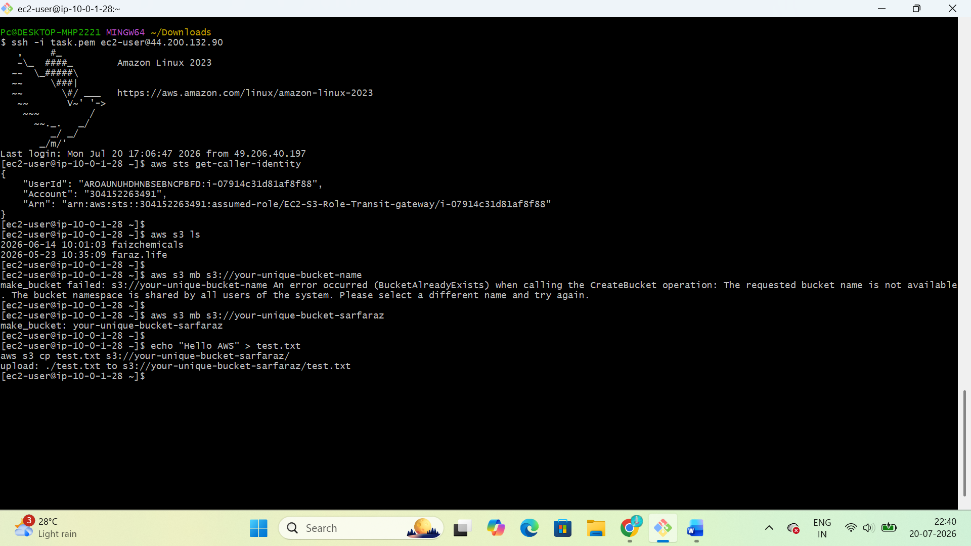 ec2-user@ip-10-0-1-28:~
Pc@DESKTOP-MHP2221 MINGW64 ~/Downloads
$ ssh -i task.pem ec2-user@44.200.132.90
   ,     #_
   ~\_  ####_        Amazon Linux 2023
  ~~  \_#####\
  ~~     \###|
  ~~       \#/ ___   https://aws.amazon.com/linux/amazon-linux-2023
   ~~       V~' '->
    ~~~         /
      ~~._.   _/
         _/ _/
       _/m/'
Last login: Mon Jul 20 17:06:47 2026 from 49.206.40.197
[ec2-user@ip-10-0-1-28 ~]$ aws sts get-caller-identity
{
    "UserId": "AROAUNUHDHNBSEBNCPBFD:i-07914c31d81af8f88",
    "Account": "304152263491",
    "Arn": "arn:aws:sts::304152263491:assumed-role/EC2-S3-Role-Transit-gateway/i-07914c31d81af8f88"
}
[ec2-user@ip-10-0-1-28 ~]$
[ec2-user@ip-10-0-1-28 ~]$ aws s3 ls
2026-06-14 10:01:03 faizchemicals
2026-05-23 10:35:09 faraz.life
[ec2-user@ip-10-0-1-28 ~]$
[ec2-user@ip-10-0-1-28 ~]$ aws s3 mb s3://your-unique-bucket-name
make_bucket failed: s3://your-unique-bucket-name An error occurred (BucketAlreadyExists) when calling the CreateBucket operation: The requested bucket name is not available
. The bucket namespace is shared by all users of the system. Please select a different name and try again.
[ec2-user@ip-10-0-1-28 ~]$
[ec2-user@ip-10-0-1-28 ~]$ aws s3 mb s3://your-unique-bucket-sarfaraz
make_bucket: your-unique-bucket-sarfaraz
[ec2-user@ip-10-0-1-28 ~]$
[ec2-user@ip-10-0-1-28 ~]$ echo "Hello AWS" > test.txt
aws s3 cp test.txt s3://your-unique-bucket-sarfaraz/
upload: ./test.txt to s3://your-unique-bucket-sarfaraz/test.txt
[ec2-user@ip-10-0-1-28 ~]$
3
28°C
Light rain
Search
ENG
IN
22:40
20-07-2026